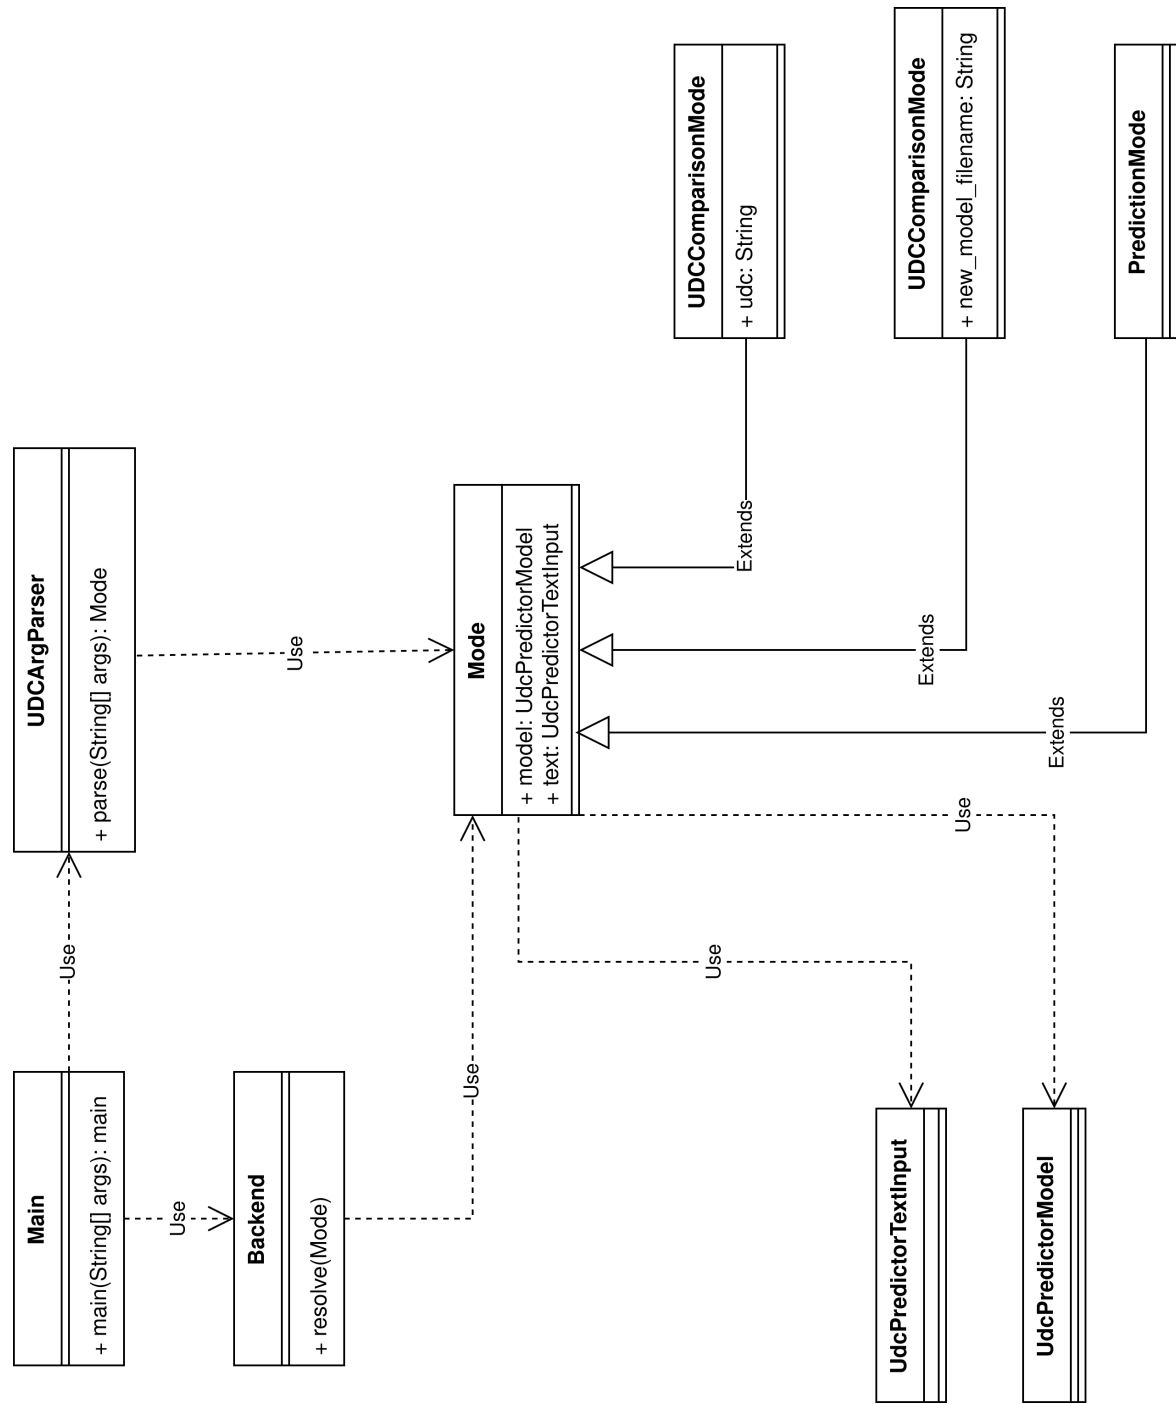 Main
+ main(String[] args): main
Use
UDCArgParser
+ parse(String[] args): Mode
Use
Backend
+ resolve(Mode)
Use
Use
Mode
+ model: UdcPredictorModel
+ text: UdcPredictorTextInput
Extends
UDCComparisonMode
+ udc: String
Extends
UDCComparisonMode
+ new_model_filename: String
Extends
PredictionMode
Use
UdcPredictorTextInput
Use
UdcPredictorModel